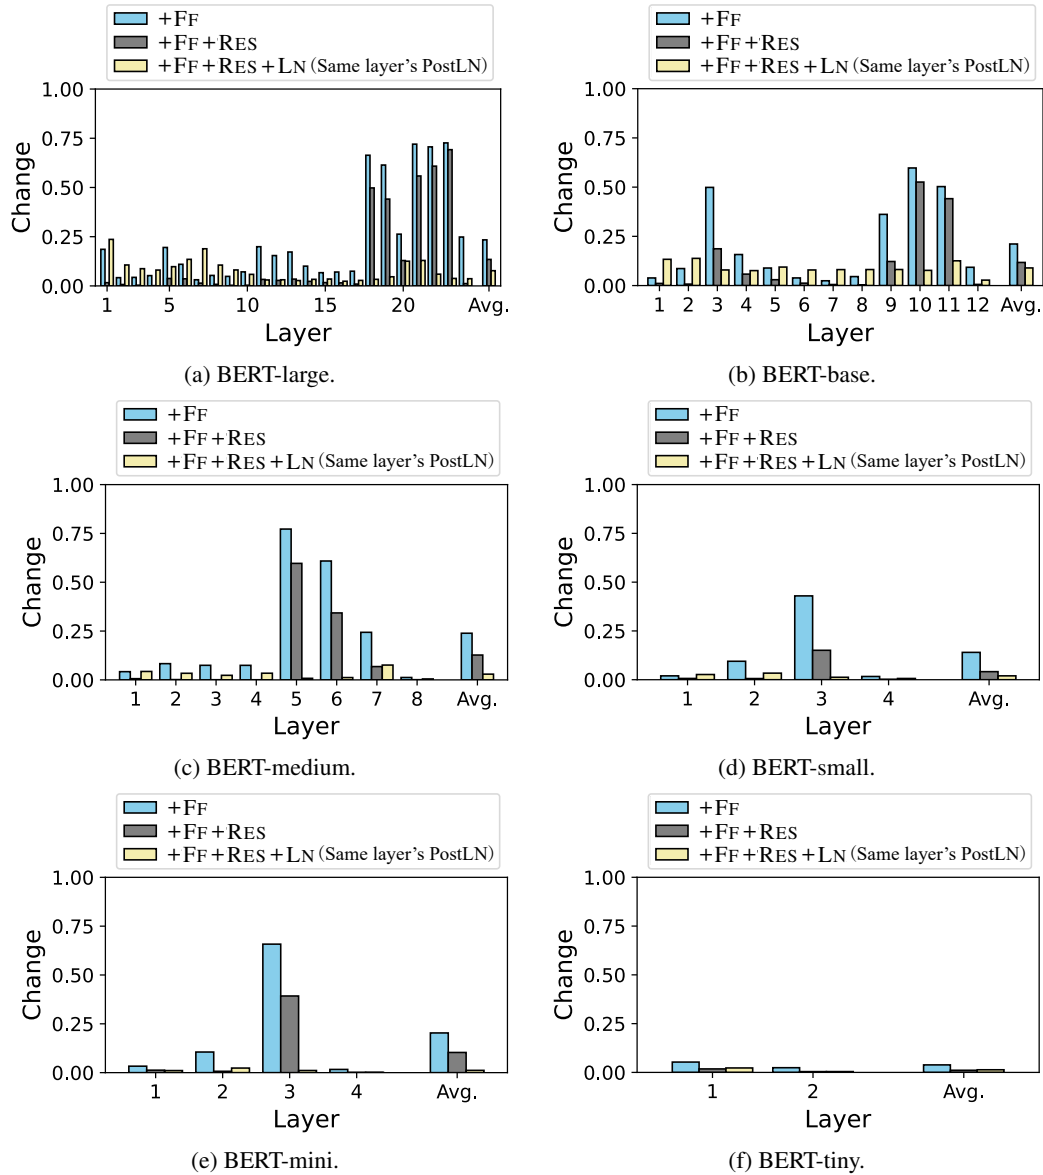 +FF
+FF+RES
+FF+RES+LN (Same layer's PostLN)
1.00
0.75
0.50
0.25
0.00
Change
1 5 10 15 20 Avg.
Layer
(a) BERT-large.
+FF
+FF+RES
+FF+RES+LN (Same layer's PostLN)
1.00
0.75
0.50
0.25
0.00
Change
1 2 3 4 5 6 7 8 9 10 11 12 Avg.
Layer
(b) BERT-base.
+FF
+FF+RES
+FF+RES+LN (Same layer's PostLN)
1.00
0.75
0.50
0.25
0.00
Change
1 2 3 4 5 6 7 8 Avg.
Layer
(c) BERT-medium.
+FF
+FF+RES
+FF+RES+LN (Same layer's PostLN)
1.00
0.75
0.50
0.25
0.00
Change
1 2 3 4 Avg.
Layer
(d) BERT-small.
+FF
+FF+RES
+FF+RES+LN (Same layer's PostLN)
1.00
0.75
0.50
0.25
0.00
Change
1 2 3 4 Avg.
Layer
(e) BERT-mini.
+FF
+FF+RES
+FF+RES+LN (Same layer's PostLN)
1.00
0.75
0.50
0.25
0.00
Change
1 2 Avg.
Layer
(f) BERT-tiny.